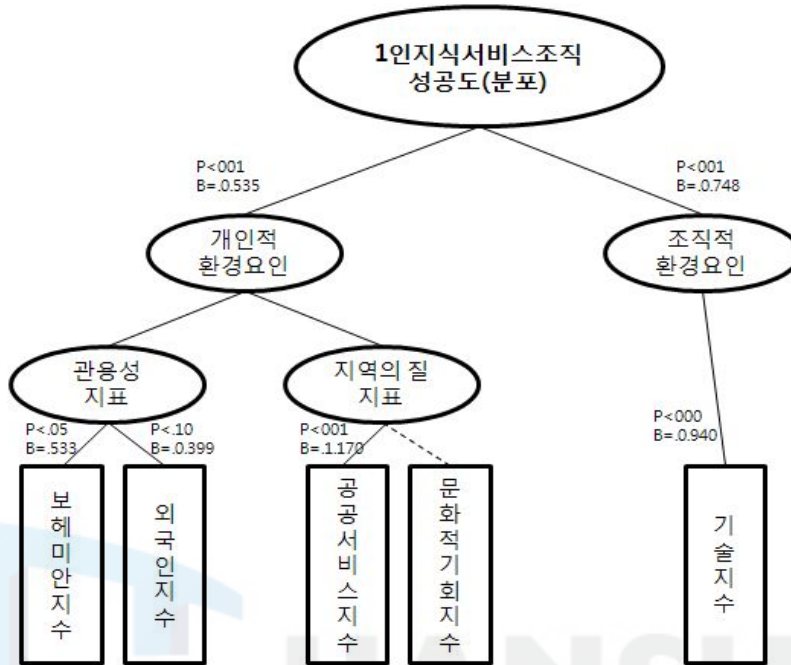 1인지식서비스조직
성공도(분포)
P<001
B=.0.535
P<001
B=.0.748
개인적
환경요인
조직적
환경요인
관용성
지표
지역의 질
지표
P<.05
B=.533
P<.10
B=.0.399
P<001
B=.1.170
P<000
B=.0.940
보헤미안지수
외국인지수
공공서비스지수
문화적기회지수
기술지수